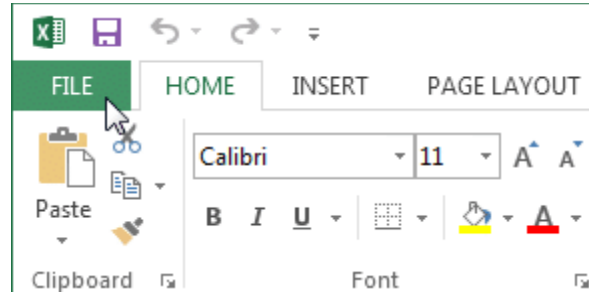 FILE HOME INSERT PAGE LAYOUT
Calibri 11 A A
Paste B I U A
Clipboard Font